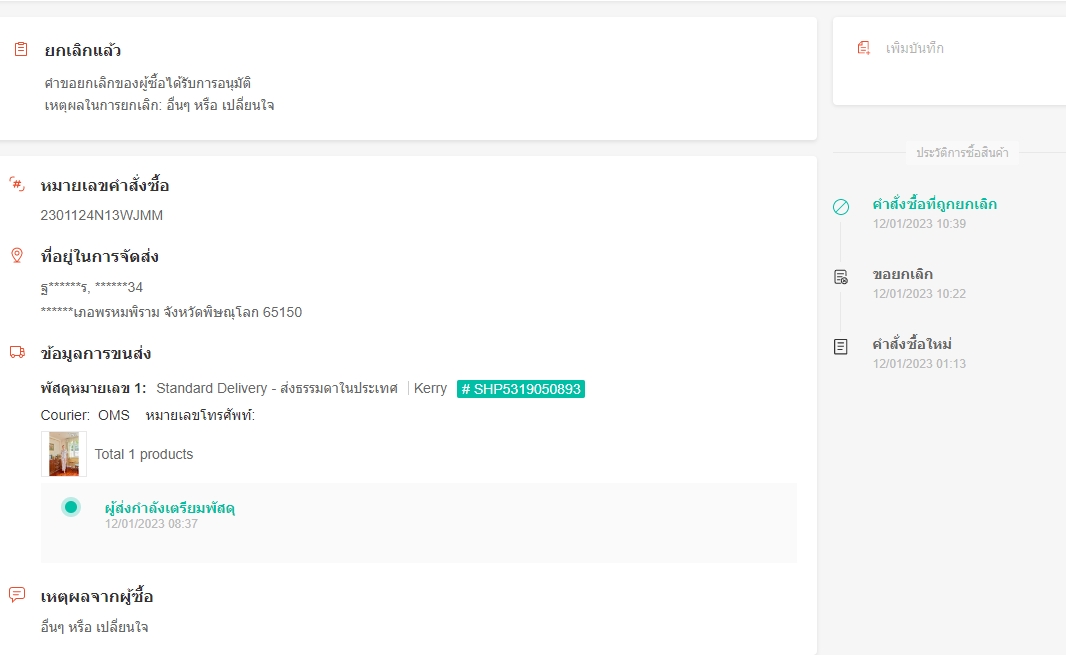 ยกเลิกแล้ว
คำขอยกเลิกของผู้ซื้อได้รับการอนุมัติ
เหตุผลในการยกเลิก: อื่นๆ หรือ เปลี่ยนใจ
หมายเลขคำสั่งซื้อ
2301124N13WJMM
ที่อยู่ในการจัดส่ง
ฐ******ร, ******34
******เภอพรหมพิราม จังหวัดพิษณุโลก 65150
ข้อมูลการขนส่ง
พัสดุหมายเลข 1: Standard Delivery - ส่งธรรมดาในประเทศ Kerry # SHP5319050893
Courier: OMS หมายเลขโทรศัพท์:
Total 1 products
ผู้ส่งกำลังเตรียมพัสดุ
12/01/2023 08:37
เหตุผลจากผู้ซื้อ
อื่นๆ หรือ เปลี่ยนใจ
เพิ่มบันทึก
ประวัติการซื้อสินค้า
คำสั่งซื้อที่ถูกยกเลิก
12/01/2023 10:39
ขอยกเลิก
12/01/2023 10:22
คำสั่งซื้อใหม่
12/01/2023 01:13